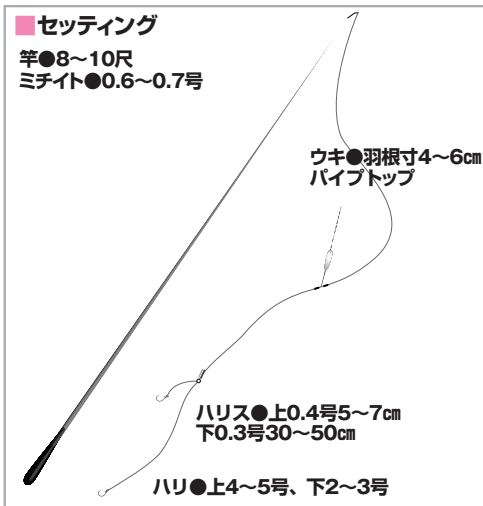 ■セッティング
竿●8〜10尺
ミチイト●0.6〜0.7号
ウキ●羽根寸4〜6㎝
パイプトップ
ハリス●上0.4号5〜7㎝
下0.3号30〜50㎝
ハリ●上4〜5号、下2〜3号